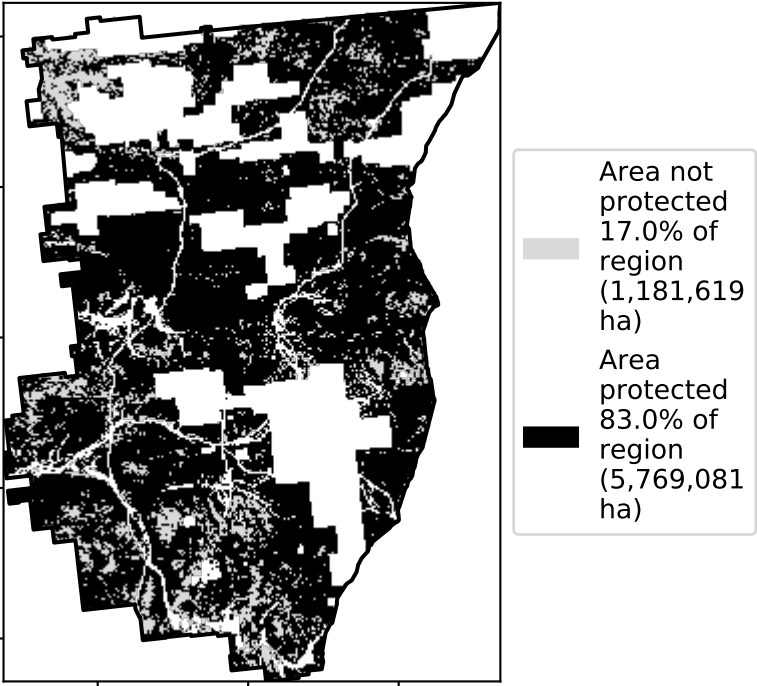 Area not
protected
17.0% of
region
(1,181,619
ha)
Area
protected
83.0% of
region
(5,769,081
ha)